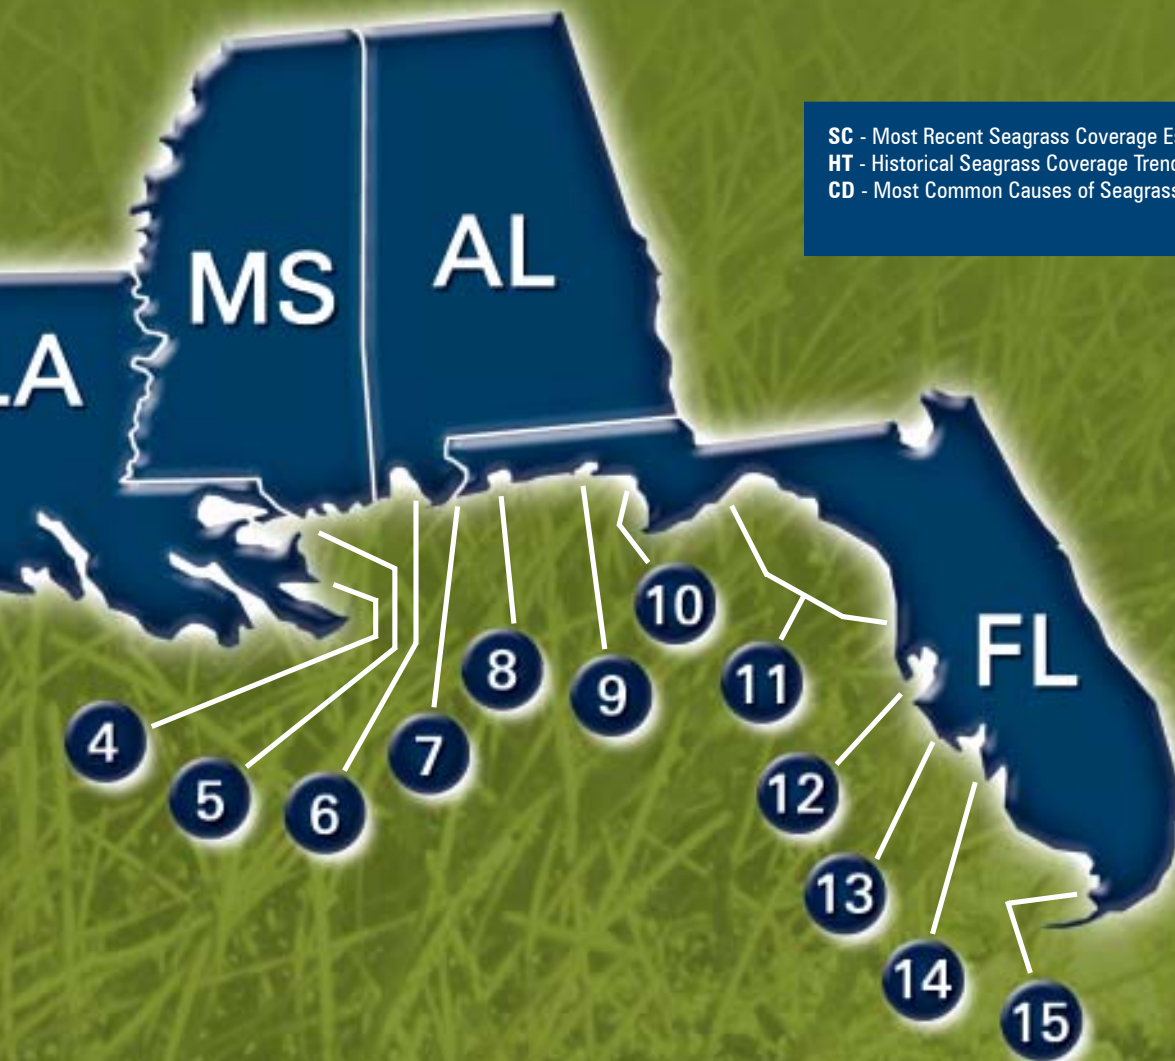 SC - Most Recent Seagrass Coverage E
HT - Historical Seagrass Coverage Trend
CD - Most Common Causes of Seagrass
MS
AL
LA
FL
4
5
6
7
8
9
10
11
12
13
14
15